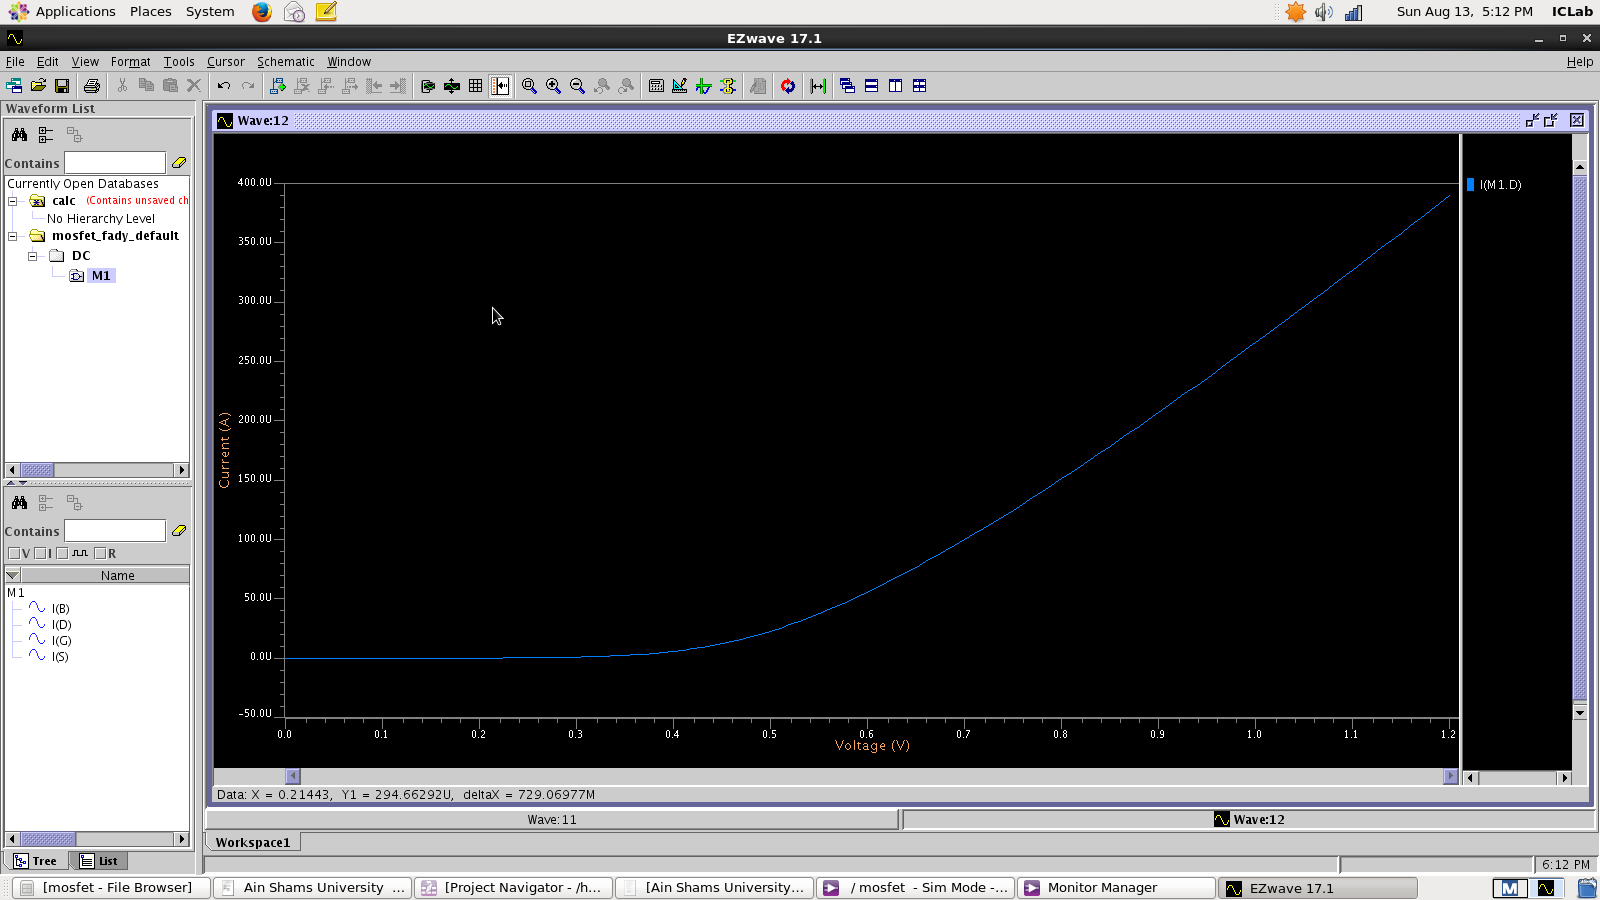 Applications Places System Sun Aug 13, 5:12 PM ICLab
EZwave 17.1
File Edit View Format Tools Cursor Schematic Window Help
Waveform List
Wave:12
Contains
Currently Open Databases
calc (Contains unsaved ch
No Hierarchy Level
mosfet_fady_default
DC
M1
Contains
V I R
Name
M1
I(B)
I(D)
I(G)
I(S)
Tree List
400.0U
350.0U
300.0U
250.0U
200.0U
150.0U
100.0U
50.0U
0.0U
-50.0U
Current (A)
0.0 0.1 0.2 0.3 0.4 0.5 0.6 0.7 0.8 0.9 1.0 1.1 1.2
Voltage (V)
I(M1.D)
Data: X = 0.21443, Y1 = 294.66292U, deltaX = 729.06977M
Wave:11 Wave:12
Workspace1
6:12 PM
[mosfet - File Browser] Ain Shams University ... [Project Navigator - /h... [Ain Shams University... / mosfet - Sim Mode -... Monitor Manager EZwave 17.1 M